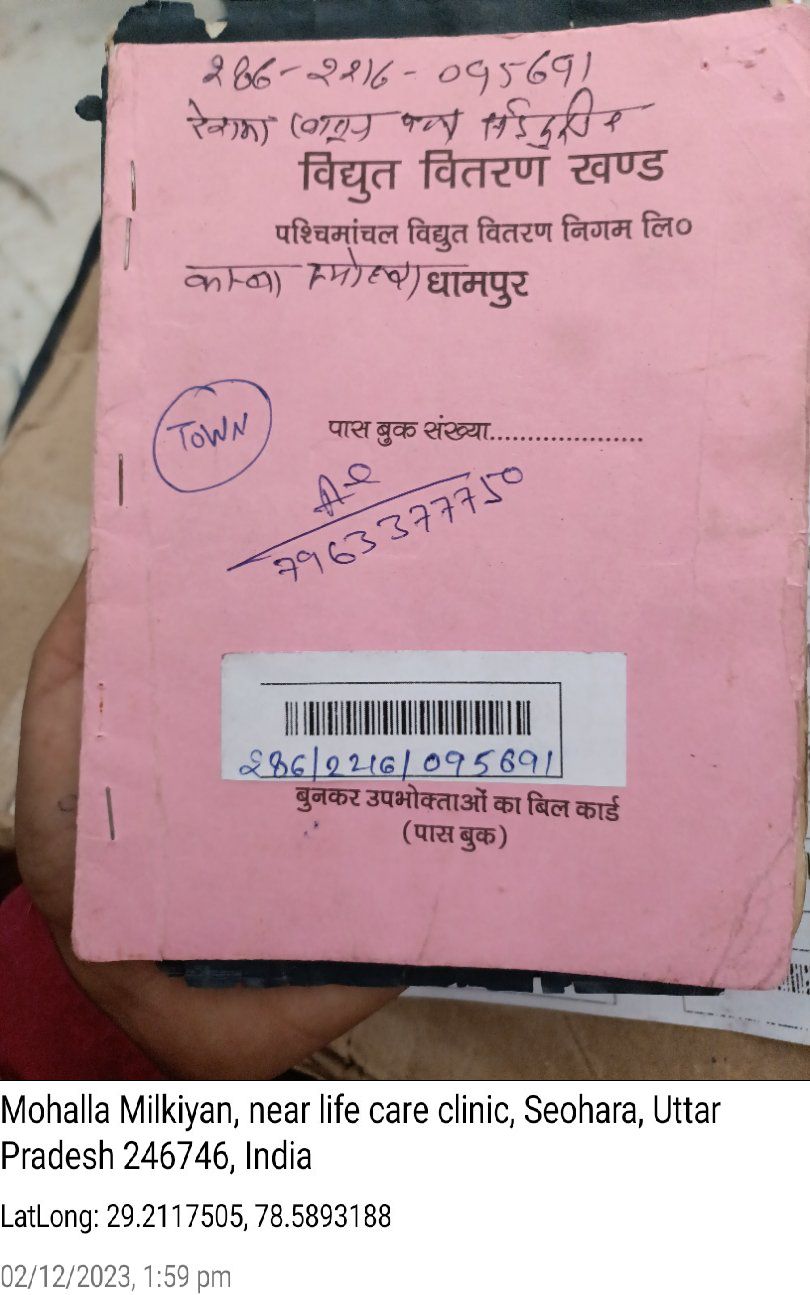 286-2216-095691
विद्युत वितरण खण्ड
पश्चिमांचल विद्युत वितरण निगम लि०
धामपुर
TOWN
पास बुक संख्या....................
7963377750
286/2216/095691
बुनकर उपभोक्ताओं का बिल कार्ड
(पास बुक)
Mohalla Milkiyan, near life care clinic, Seohara, Uttar
Pradesh 246746, India
LatLong: 29.2117505, 78.5893188
02/12/2023, 1:59 pm